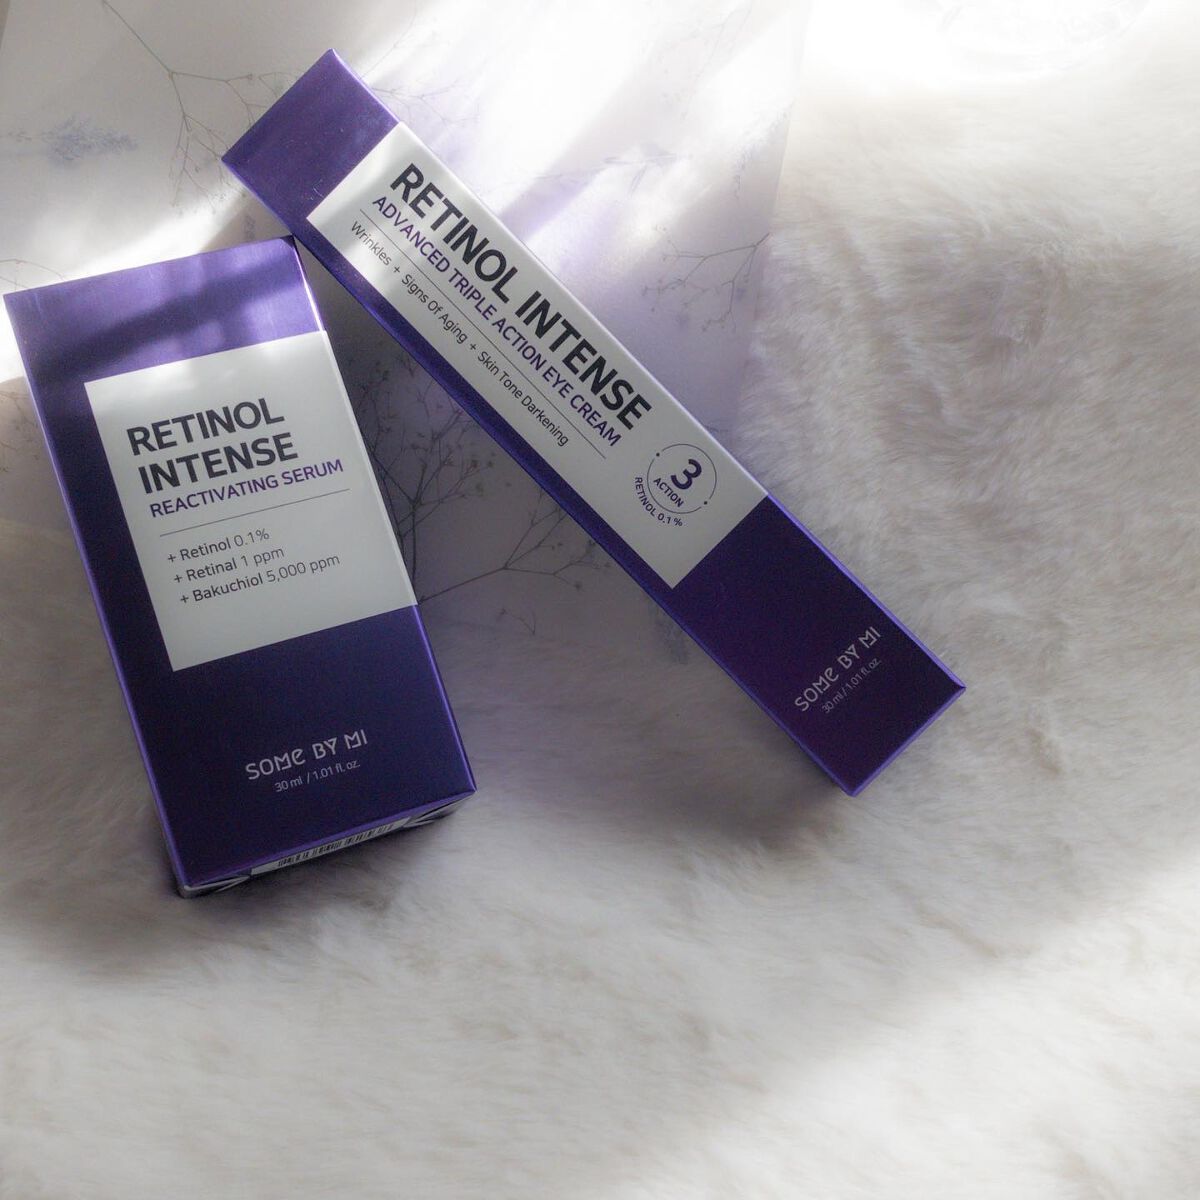 RETINOL
INTENSE
REACTIVATING SERUM
+ Retinol 0.1%
+ Retinal 1 ppm
+ Bakuchiol 5,000 ppm
SOME BY MI
30 ml / 1.01 fl. oz.
RETINOL INTENSE
ADVANCED TRIPLE ACTION EYE CREAM
Wrinkles + Signs Of Aging + Skin Tone Darkening
3
ACTION
RETINOL 0.1 %
SOME BY MI
30 ml / 1.01 fl. oz.